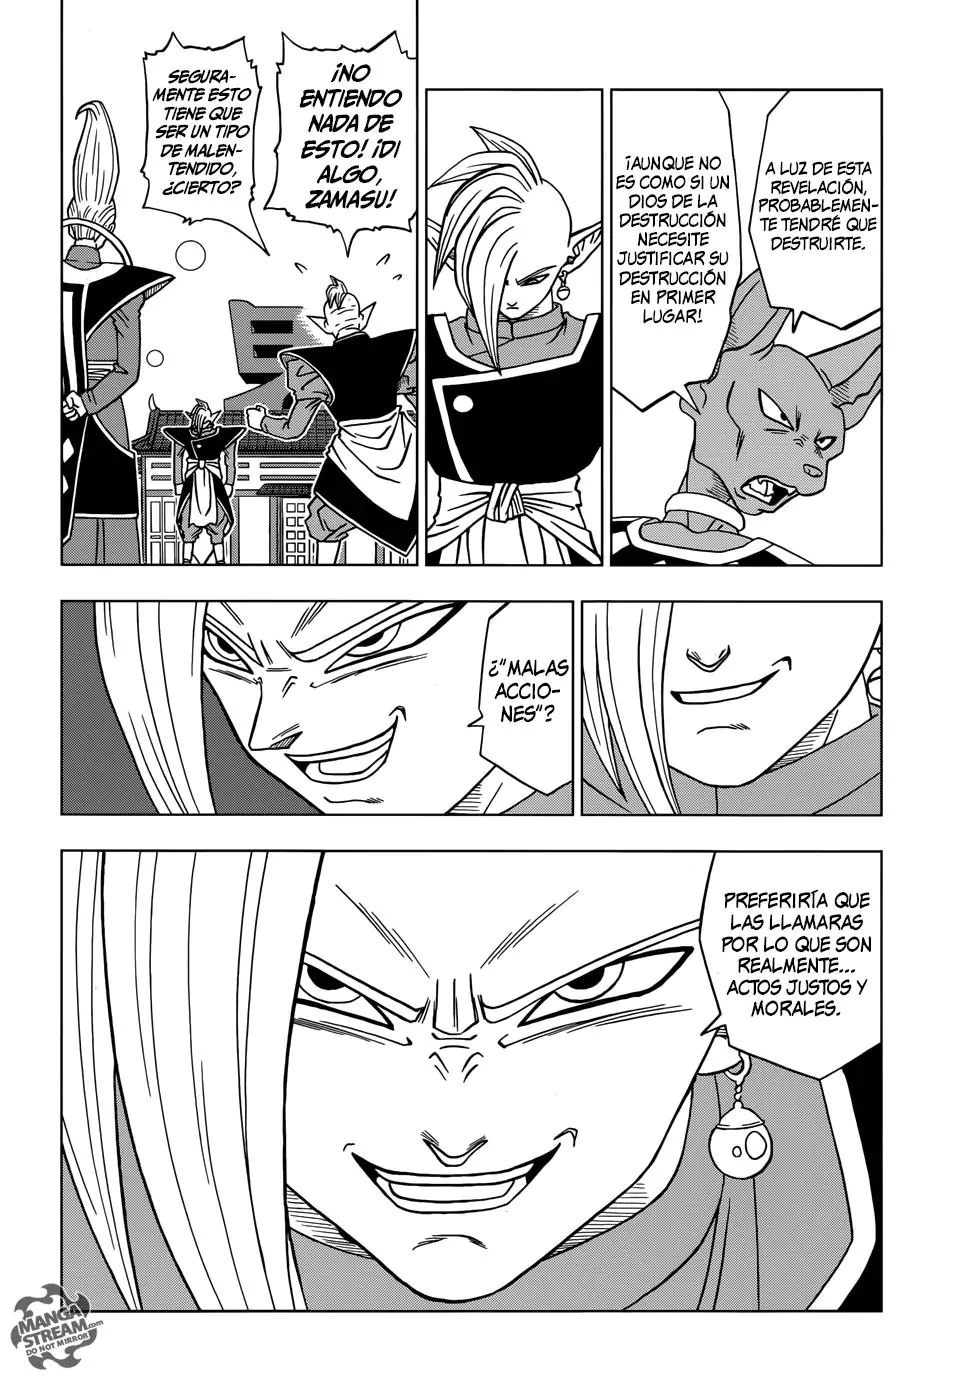 A LUZ DE ESTA
REVELACIÓN,
PROBABLEMEN-
TE TENDRÉ QUE
DESTRUIRTE.
¡AUNQUE NO
ES COMO SI UN
DIOS DE LA
DESTRUCCIÓN
NECESITE
JUSTIFICAR SU
DESTRUCCIÓN
EN PRIMER
LUGAR!
¡NO
ENTIENDO
NADA DE
ESTO! ¡DI
ALGO,
ZAMASU!
SEGURA-
MENTE ESTO
TIENE QUE
SER UN TIPO
DE MALEN-
TENDIDO,
¿CIERTO?
¿"MALAS
ACCIO-
NES"?
PREFERIRÍA QUE
LAS LLAMARAS
POR LO QUE SON
REALMENTE...
ACTOS JUSTOS Y
MORALES.
MANGA
STREAM.com
DO NOT MIRROR